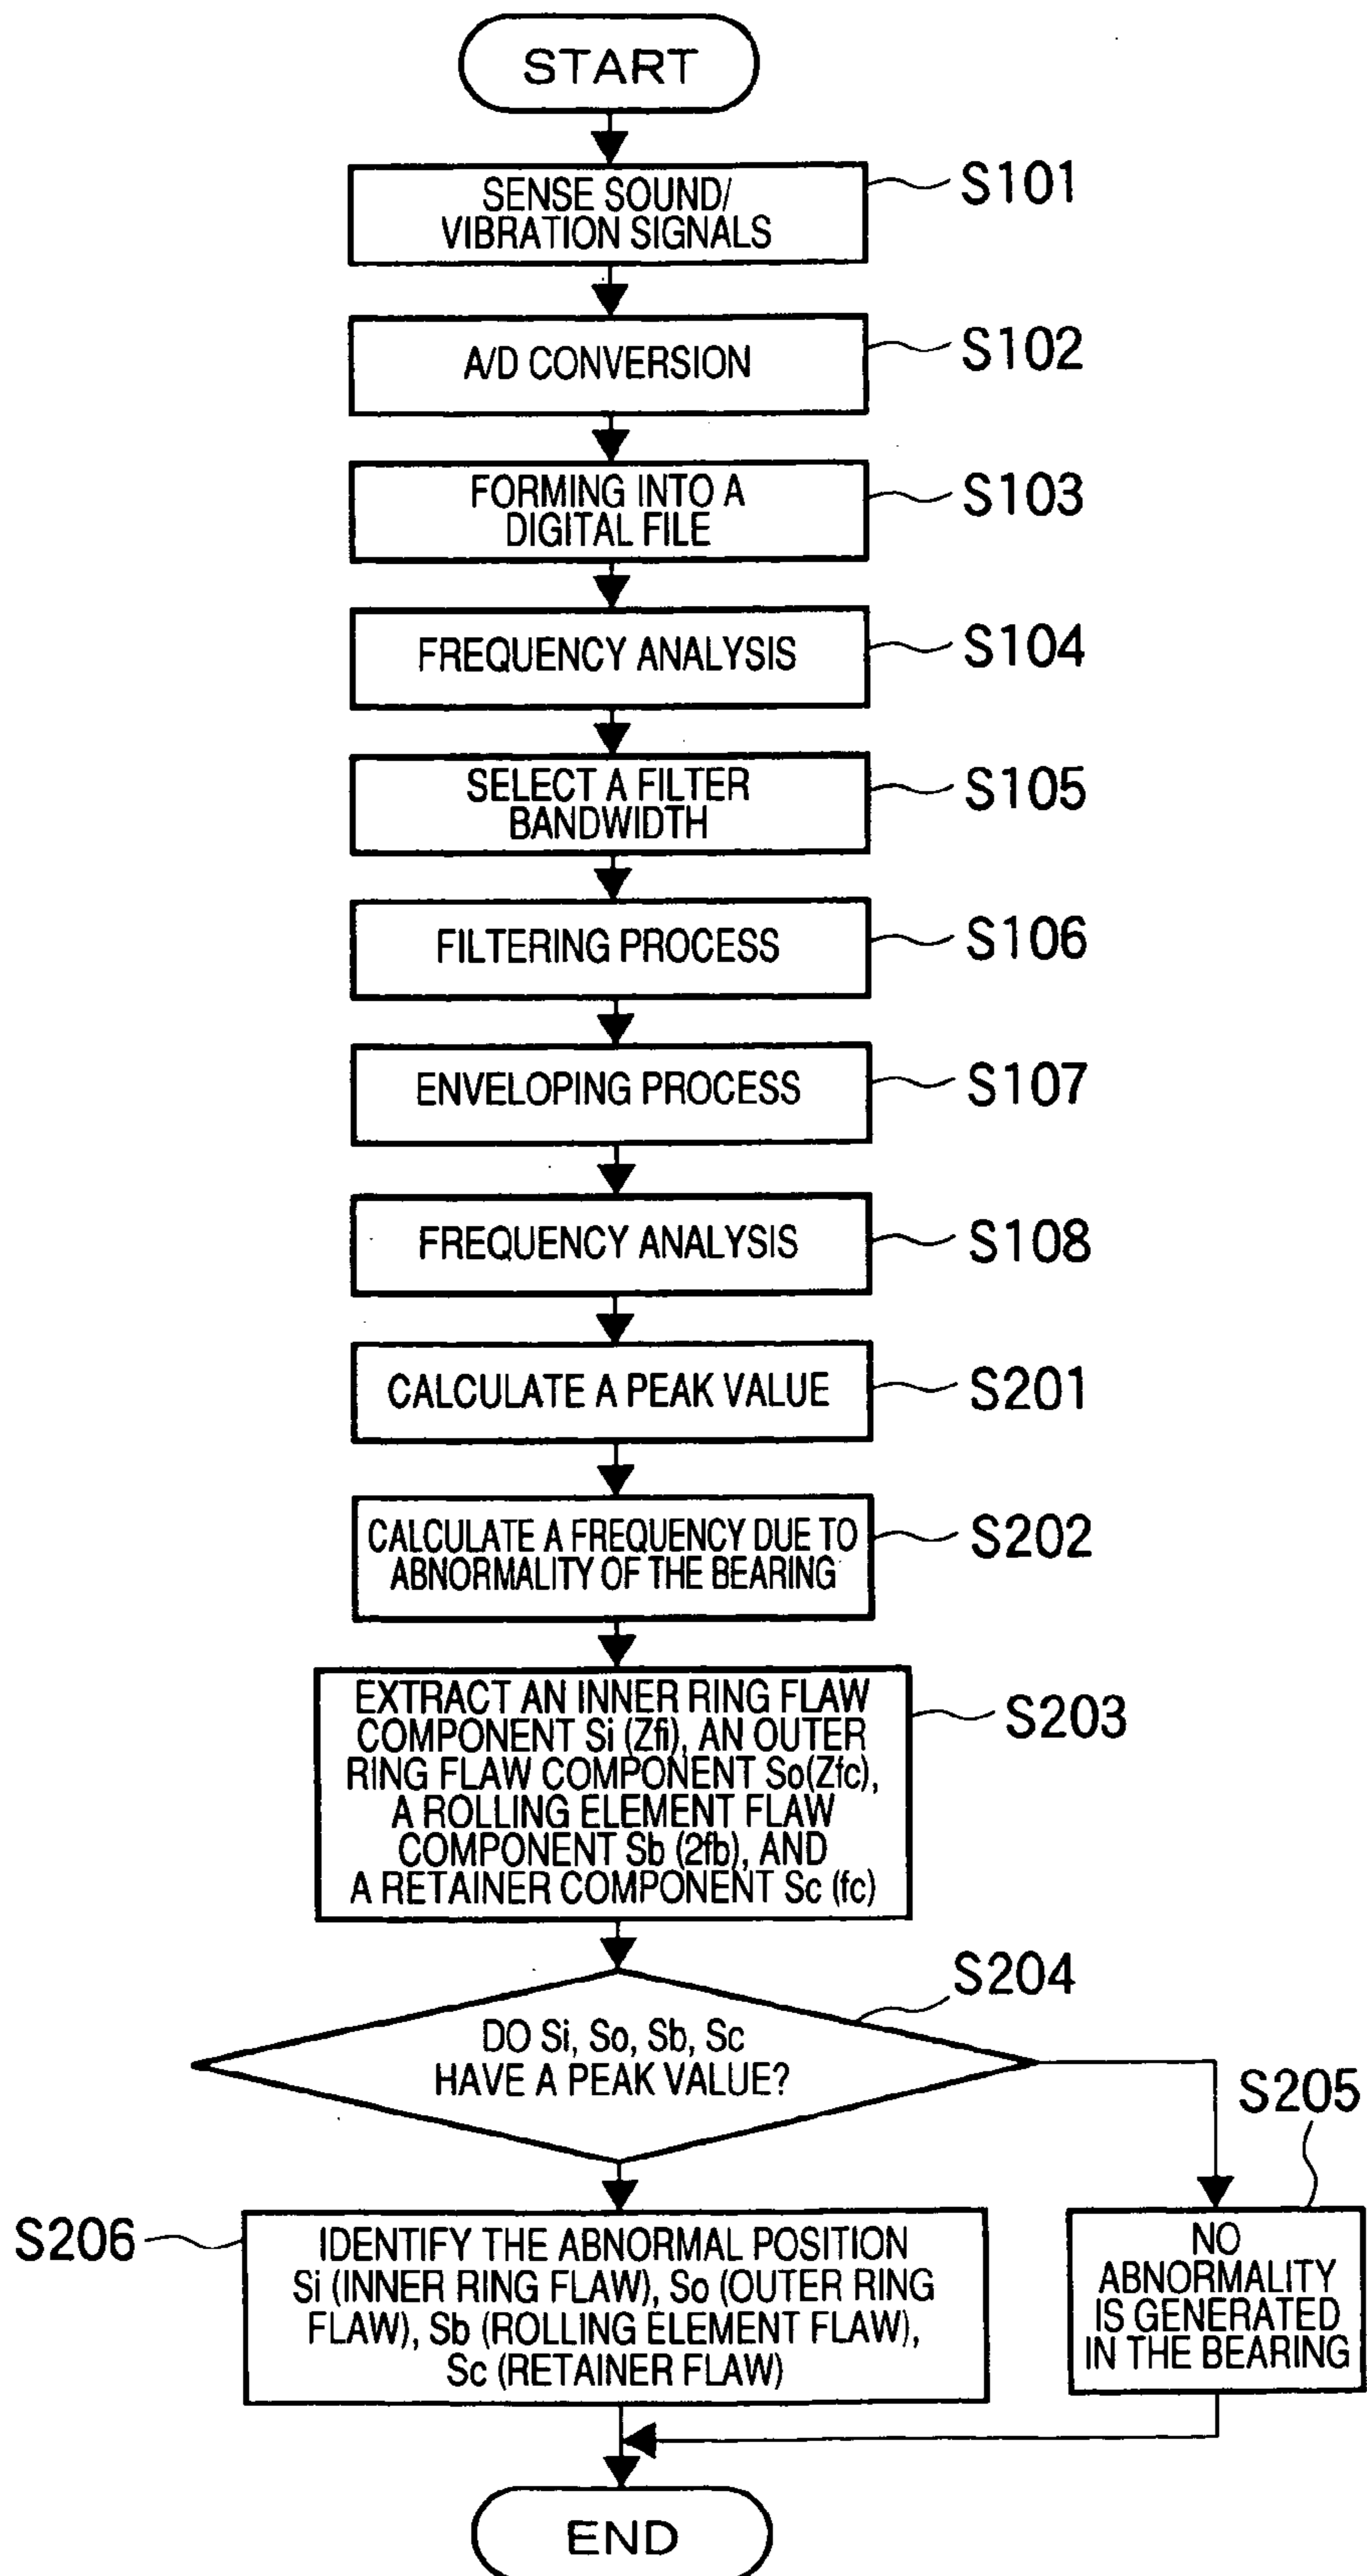 START
SENSE SOUND/
VIBRATION SIGNALS
S101
A/D CONVERSION
S102
FORMING INTO A
DIGITAL FILE
S103
FREQUENCY ANALYSIS
S104
SELECT A FILTER
BANDWIDTH
S105
FILTERING PROCESS
S106
ENVELOPING PROCESS
S107
FREQUENCY ANALYSIS
S108
CALCULATE A PEAK VALUE
S201
CALCULATE A FREQUENCY DUE TO
ABNORMALITY OF THE BEARING
S202
EXTRACT AN INNER RING FLAW
COMPONENT Si (Zfi), AN OUTER
RING FLAW COMPONENT So(Zfc),
A ROLLING ELEMENT FLAW
COMPONENT Sb (2fb), AND
A RETAINER COMPONENT Sc (fc)
S203
DO Si, So, Sb, Sc
HAVE A PEAK VALUE?
S204
S205
NO
ABNORMALITY
IS GENERATED
IN THE BEARING
S206
IDENTIFY THE ABNORMAL POSITION
Si (INNER RING FLAW), So (OUTER RING
FLAW), Sb (ROLLING ELEMENT FLAW),
Sc (RETAINER FLAW)
END